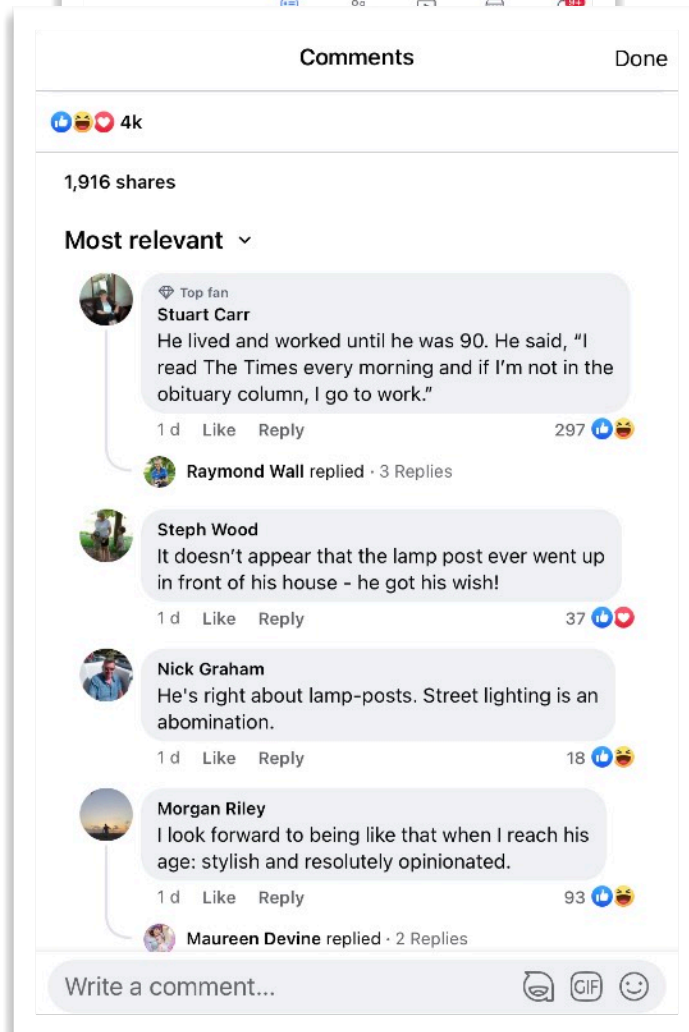 Comments Done
4k
1,916 shares
Most relevant
Top fan
Stuart Carr
He lived and worked until he was 90. He said, “I
read The Times every morning and if I’m not in the
obituary column, I go to work.”
1 d Like Reply 297
Raymond Wall replied · 3 Replies
Steph Wood
It doesn’t appear that the lamp post ever went up
in front of his house - he got his wish!
1 d Like Reply 37
Nick Graham
He's right about lamp-posts. Street lighting is an
abomination.
1 d Like Reply 18
Morgan Riley
I look forward to being like that when I reach his
age: stylish and resolutely opinionated.
1 d Like Reply 93
Maureen Devine replied · 2 Replies
Write a comment... GIF